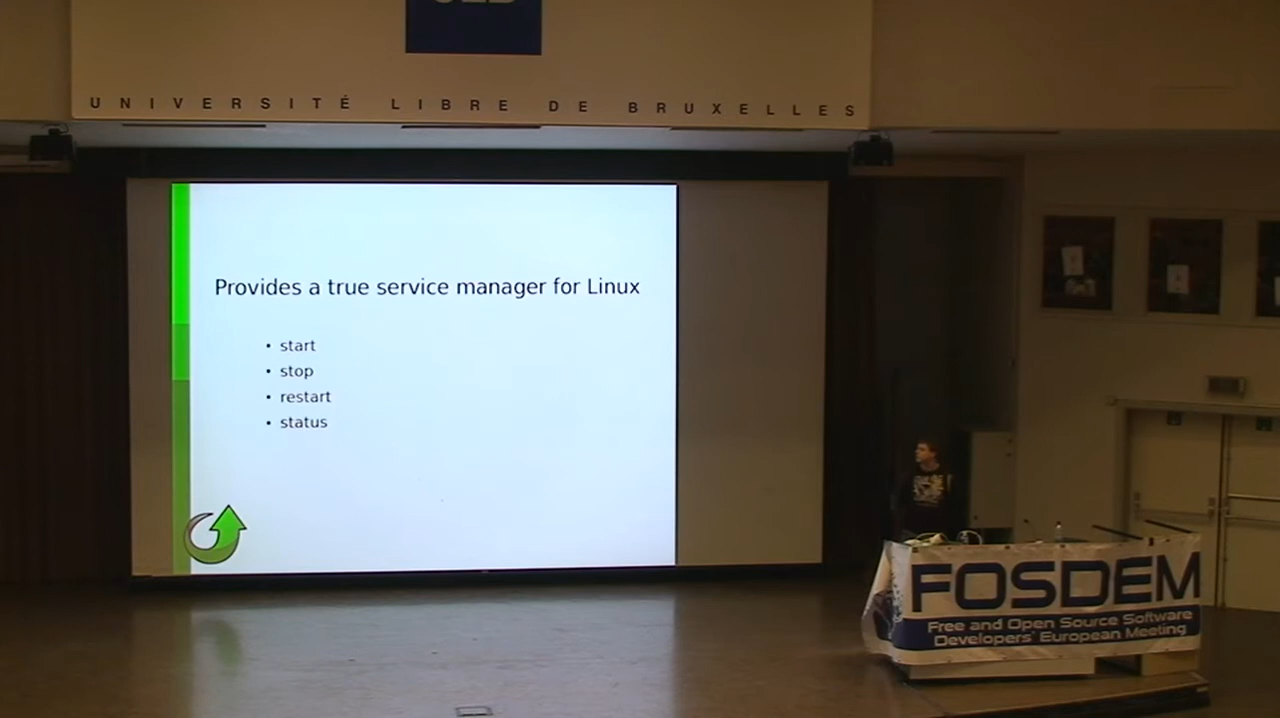 UNIVERSITÉ LIBRE DE BRUXELLES
Provides a true service manager for Linux
• start
• stop
• restart
• status
FOSDEM
Free and Open Source Software
Developers' European Meeting